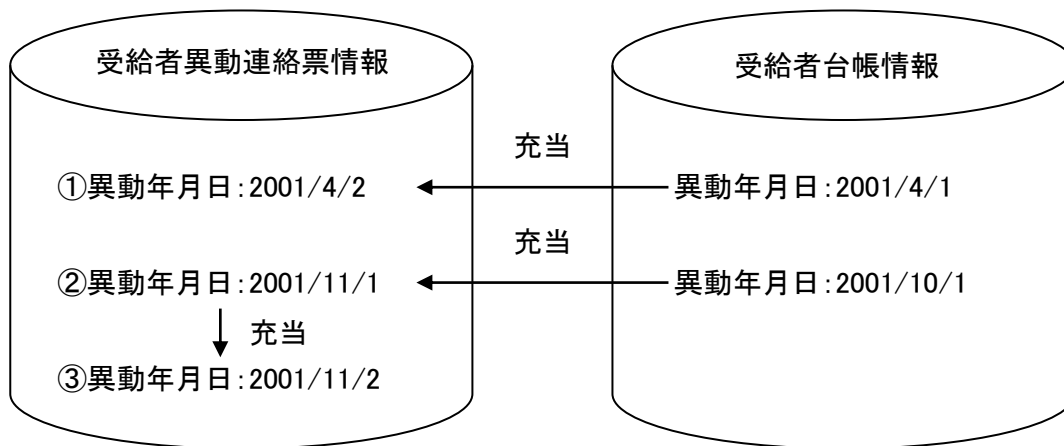 受給者異動連絡票情報
受給者台帳情報
充当
①異動年月日:2001/4/2
異動年月日:2001/4/1
充当
②異動年月日:2001/11/1
異動年月日:2001/10/1
充当
③異動年月日:2001/11/2